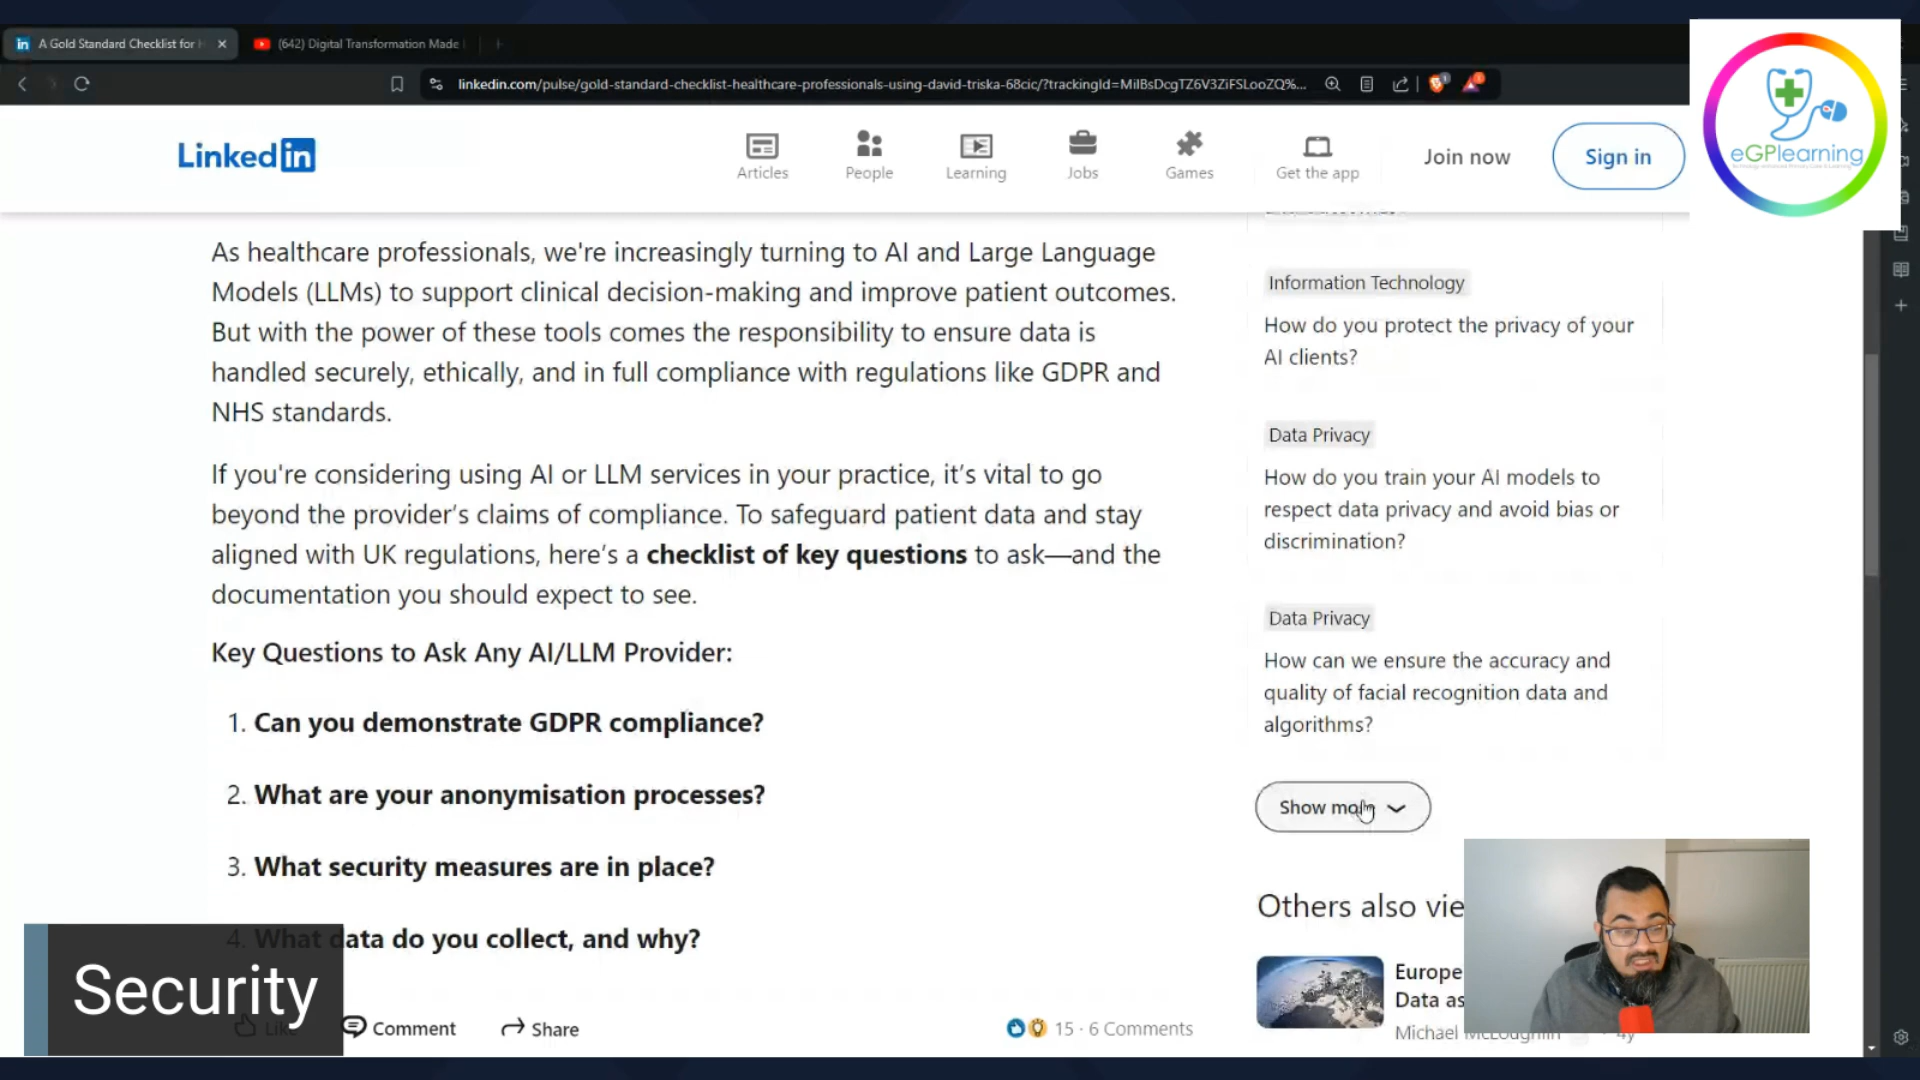 A Gold Standard Checklist for H
(642) Digital Transformation Made
linkedin.com/pulse/gold-standard-checklist-healthcare-professionals-using-david-triska-68cic/?trackingId=MiIBsDcgTZ6V3ZiFSLooZQ%...
LinkedIn
Articles
People
Learning
Jobs
Games
Get the app
Join now
Sign in
eGPlearning
As healthcare professionals, we're increasingly turning to AI and Large Language
Models (LLMs) to support clinical decision-making and improve patient outcomes.
But with the power of these tools comes the responsibility to ensure data is
handled securely, ethically, and in full compliance with regulations like GDPR and
NHS standards.
If you're considering using AI or LLM services in your practice, it's vital to go
beyond the provider's claims of compliance. To safeguard patient data and stay
aligned with UK regulations, here's a checklist of key questions to ask—and the
documentation you should expect to see.
Key Questions to Ask Any AI/LLM Provider:
1. Can you demonstrate GDPR compliance?
2. What are your anonymisation processes?
3. What security measures are in place?
4. What data do you collect, and why?
Like
Comment
Share
15 · 6 Comments
Information Technology
How do you protect the privacy of your
AI clients?
Data Privacy
How do you train your AI models to
respect data privacy and avoid bias or
discrimination?
Data Privacy
How can we ensure the accuracy and
quality of facial recognition data and
algorithms?
Show more
Others also vie
Europe
Data as
Michael McLoughlin
4y
Security